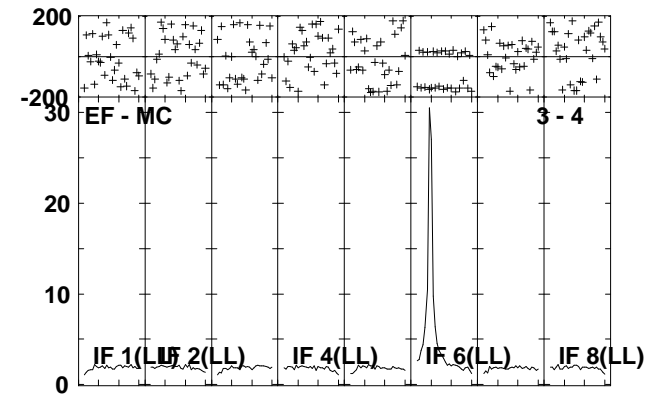 200
-200
30
EF - MC
3 - 4
20
10
IF 1(LL)
IF 2(LL)
IF 4(LL)
IF 6(LL)
IF 8(LL)
0